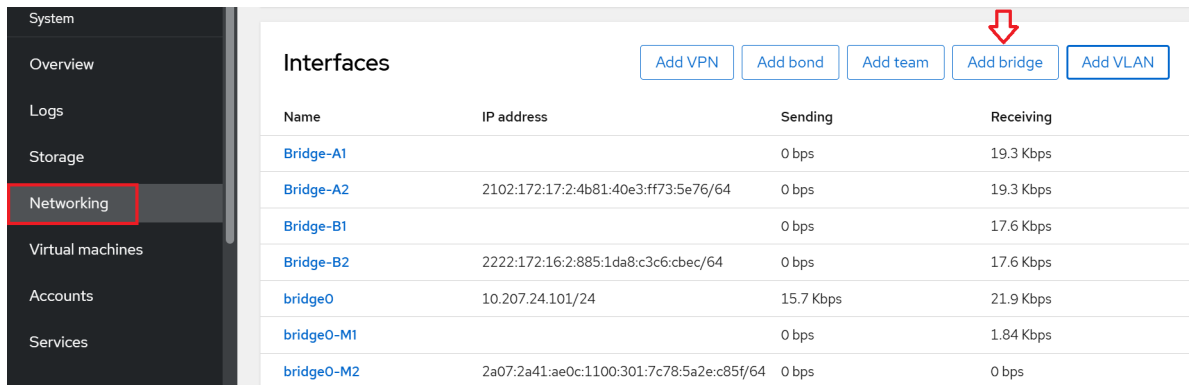 System
Overview
Logs
Storage
Networking
Virtual machines
Accounts
Services
Interfaces Add VPN Add bond Add team Add bridge Add VLAN
Name IP address Sending Receiving
Bridge-A1 0 bps 19.3 Kbps
Bridge-A2 2102:172:17:2:4b81:40e3:ff73:5e76/64 0 bps 19.3 Kbps
Bridge-B1 0 bps 17.6 Kbps
Bridge-B2 2222:172:16:2:885:1da8:c3c6:cbec/64 0 bps 17.6 Kbps
bridge0 10.207.24.101/24 15.7 Kbps 21.9 Kbps
bridge0-M1 0 bps 1.84 Kbps
bridge0-M2 2a07:2a41:ae0c:1100:301:7c78:5a2e:c85f/64 0 bps 0 bps